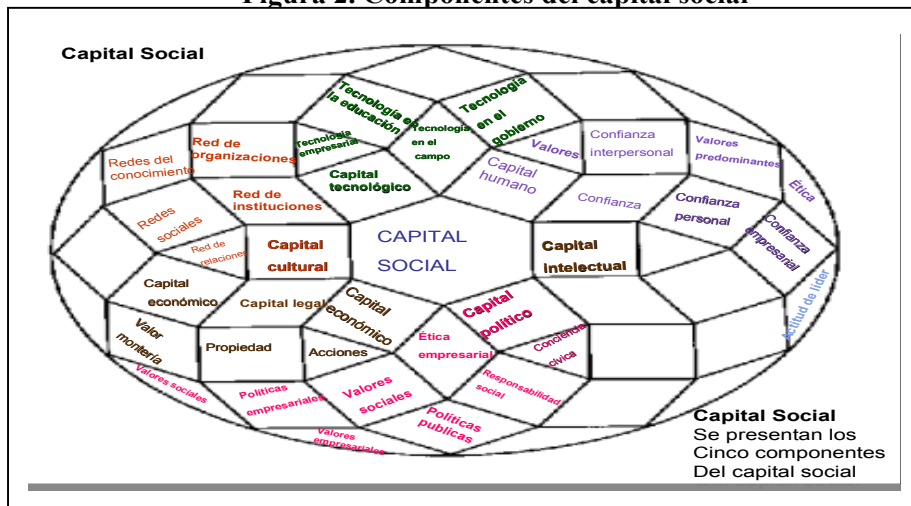 Figura 2. Componentes del capital social
Capital Social
Tecnología en
la educación
Tecnología
en el
gobierno
Tecnología
empresarial
Tecnología
en el
campo
Red de
organizaciones
Redes del
conocimiento
Valores
Confianza
interpersonal
Valores
predominantes
Ética
Capital
tecnológico
Capital
humano
Red de
instituciones
Confianza
Confianza
personal
Redes
sociales
Red de
relaciones
Capital
cultural
CAPITAL
SOCIAL
Capital
intelectual
Confianza
empresarial
Actitud de líder
Capital
económico
Capital legal
Capital
económico
Capital
político
Valor
montería
Propiedad
Acciones
Ética
empresarial
Conciencia
cívica
Valores sociales
Políticas
empresariales
Valores
sociales
Responsabilidad
social
Valores
empresariales
Políticas
publicas
Capital Social
Se presentan los
Cinco componentes
Del capital social